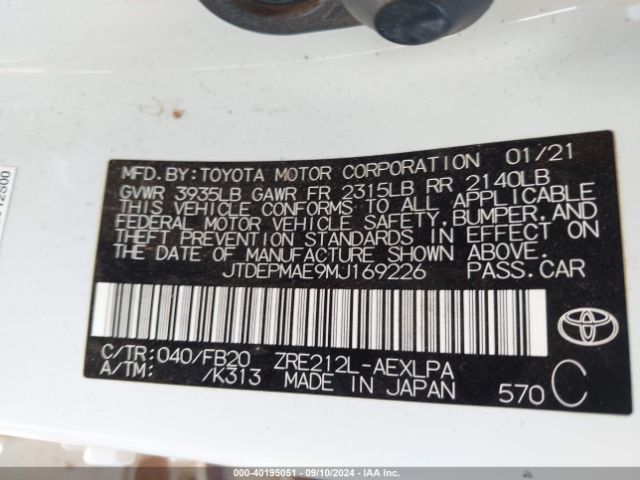 MFD. BY: TOYOTA MOTOR CORPORATION 01/21
GVWR 3935LB GAWR FR 2315LB RR 2140LB
THIS VEHICLE CONFORMS TO ALL APPLICABLE
FEDERAL MOTOR VEHICLE SAFETY, BUMPER, AND
THEFT PREVENTION STANDARDS IN EFFECT ON
THE DATE OF MANUFACTURE SHOWN ABOVE.
JTDEPMAE9MJ169226 PASS. CAR
C/TR: 040/FB20 ZRE212L-AEXLPA
A/TM: /K313 MADE IN JAPAN 570 C
000-40195051 - 09/10/2024 - IAAI.COM